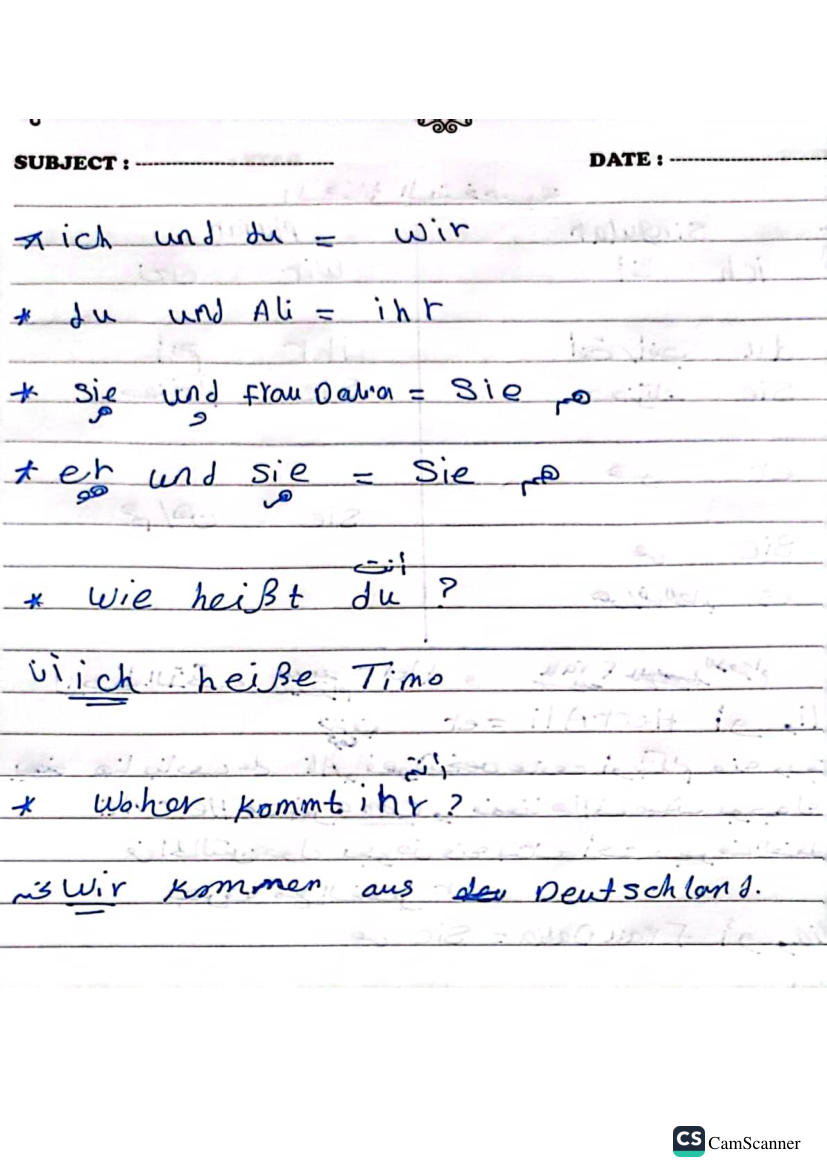 SUBJECT : DATE :
* ich und du = wir
* du und Ali = ihr
* Sie und Frau Dalia = Sie هم
هي و
* er und sie = Sie هم
هو هي
أنت
* wie heißt du ?
أنا ich heiße Timo
أنتم
* Woher kommt ihr ?
نحن Wir kommen aus Deutschland.
CS CamScanner